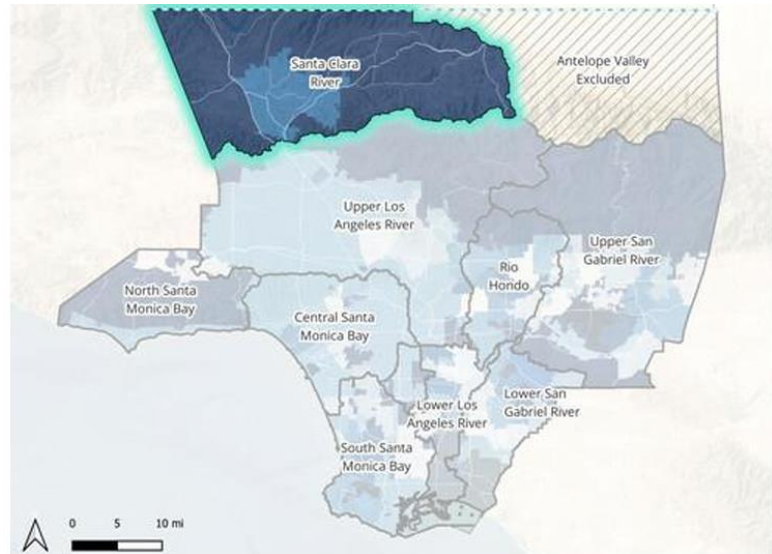 Santa Clara
River
Antelope Valley
Excluded
Upper Los
Angeles River
Upper San
Gabriel River
Rio
Hondo
North Santa
Monica Bay
Central Santa
Monica Bay
Lower Los
Angeles River
Lower San
Gabriel River
South Santa
Monica Bay
0 5 10 mi